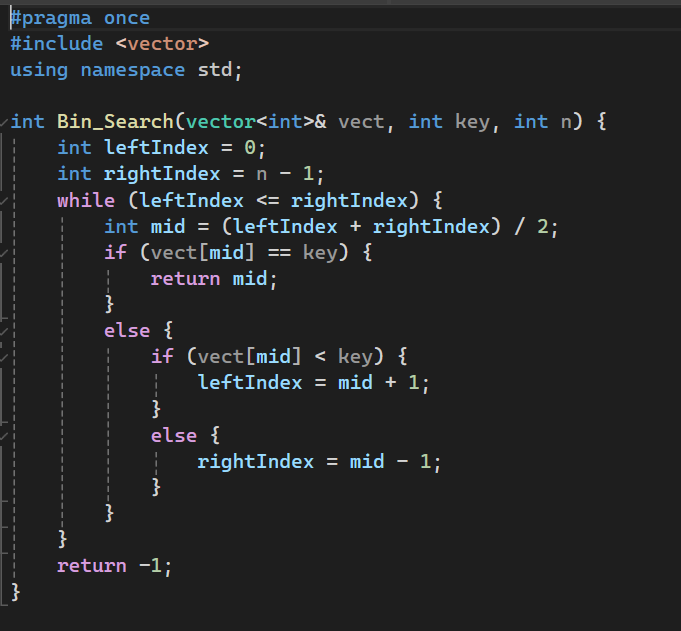 #pragma once
#include <vector>
using namespace std;

int Bin_Search(vector<int>& vect, int key, int n) {
    int leftIndex = 0;
    int rightIndex = n - 1;
    while (leftIndex <= rightIndex) {
        int mid = (leftIndex + rightIndex) / 2;
        if (vect[mid] == key) {
            return mid;
        }
        else {
            if (vect[mid] < key) {
                leftIndex = mid + 1;
            }
            else {
                rightIndex = mid - 1;
            }
        }
    }
    return -1;
}